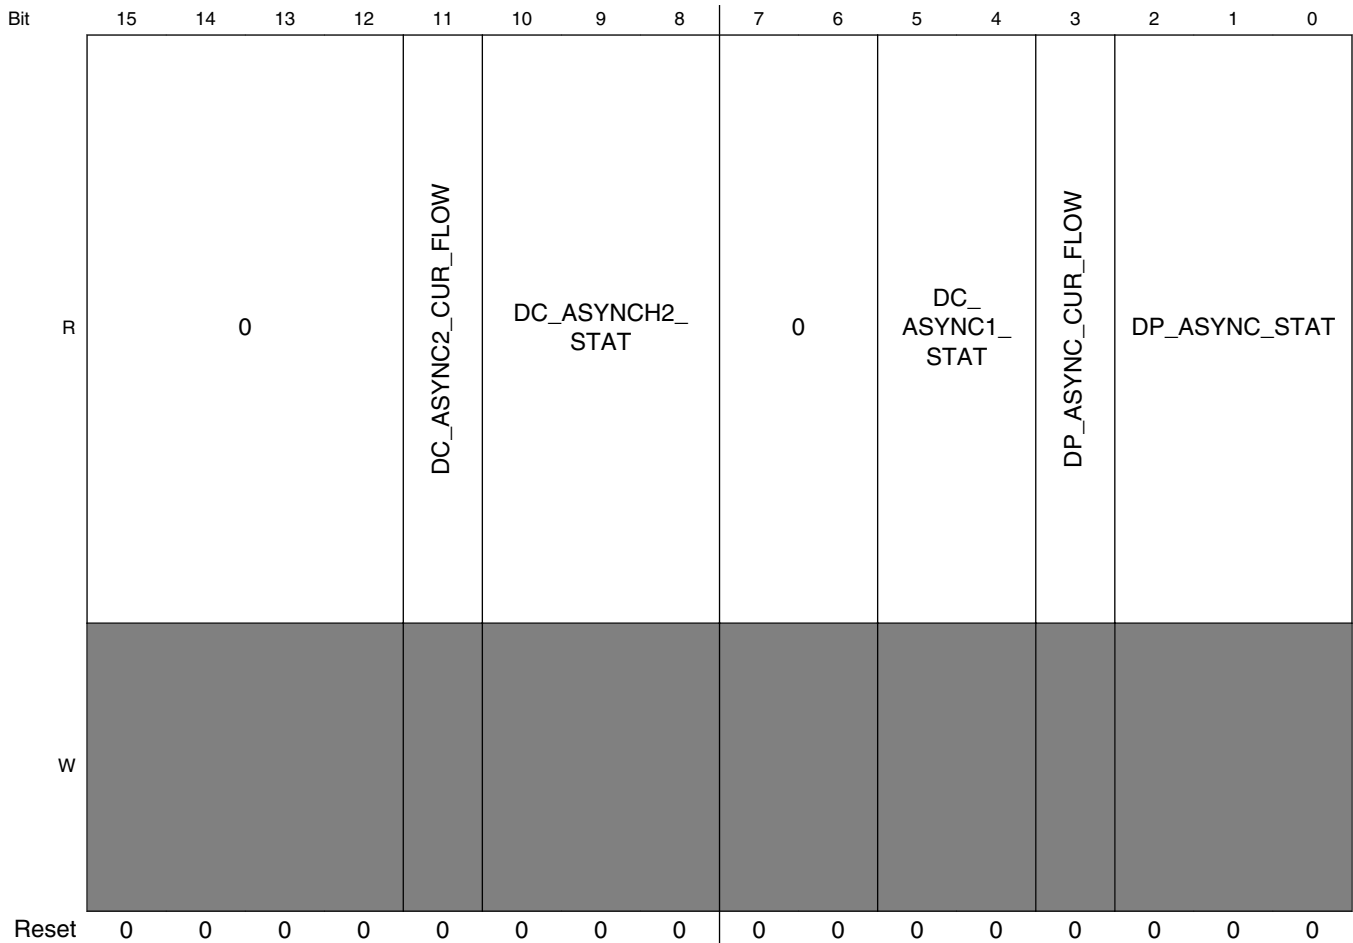 Bit 15 14 13 12 11 10 9 8 7 6 5 4 3 2 1 0
R
0
DC_ASYNC2_CUR_FLOW
DC_ASYNCH2_
STAT
0
DC_
ASYNC1_
STAT
DP_ASYNC_CUR_FLOW
DP_ASYNC_STAT
W
Reset 0 0 0 0 0 0 0 0 0 0 0 0 0 0 0 0